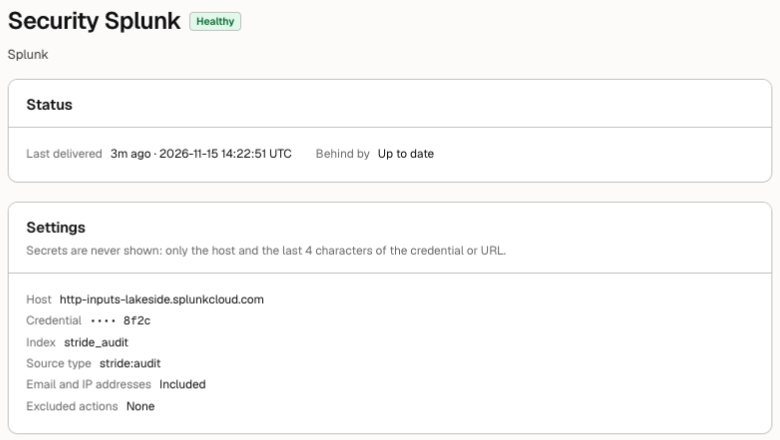 Security Splunk Healthy
Splunk
Status
Last delivered 3m ago · 2026-11-15 14:22:51 UTC Behind by Up to date
Settings
Secrets are never shown: only the host and the last 4 characters of the credential or URL.
Host http-inputs-lakeside.splunkcloud.com
Credential •••• 8f2c
Index stride_audit
Source type stride:audit
Email and IP addresses Included
Excluded actions None